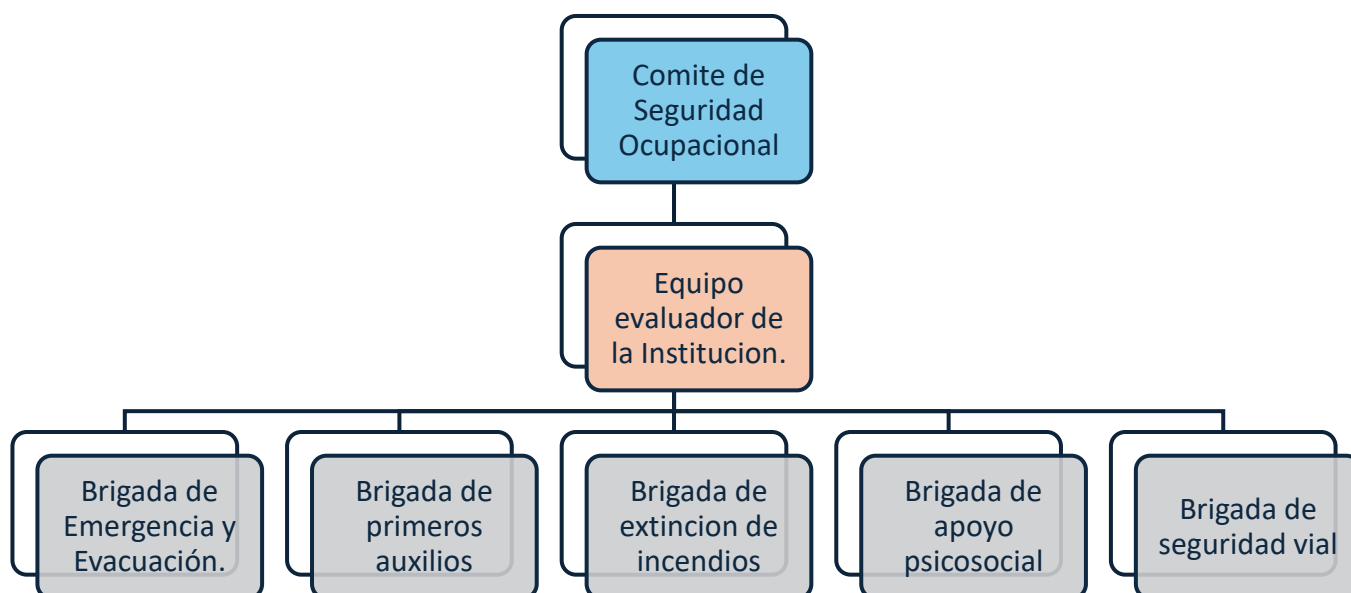 Comite de
Seguridad
Ocupacional
Equipo
evaluador de
la Institucion.
Brigada de
Emergencia y
Evacuación.
Brigada de
primeros
auxilios
Brigada de
extincion de
incendios
Brigada de
apoyo
psicosocial
Brigada de
seguridad vial